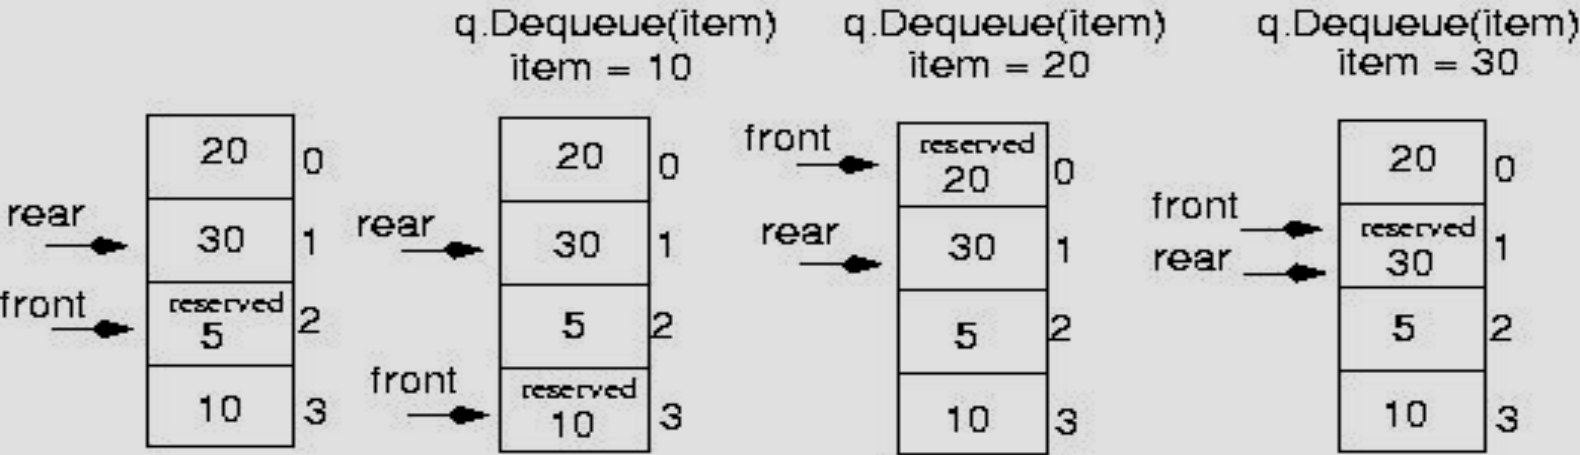 q.Dequeue(item)
item = 10
q.Dequeue(item)
item = 20
q.Dequeue(item)
item = 30
20 0
rear 30 1
front reserved 5 2
10 3
20 0
rear 30 1
5 2
front reserved 10 3
front reserved 20 0
rear 30 1
5 2
10 3
20 0
front reserved 1
rear 30
5 2
10 3